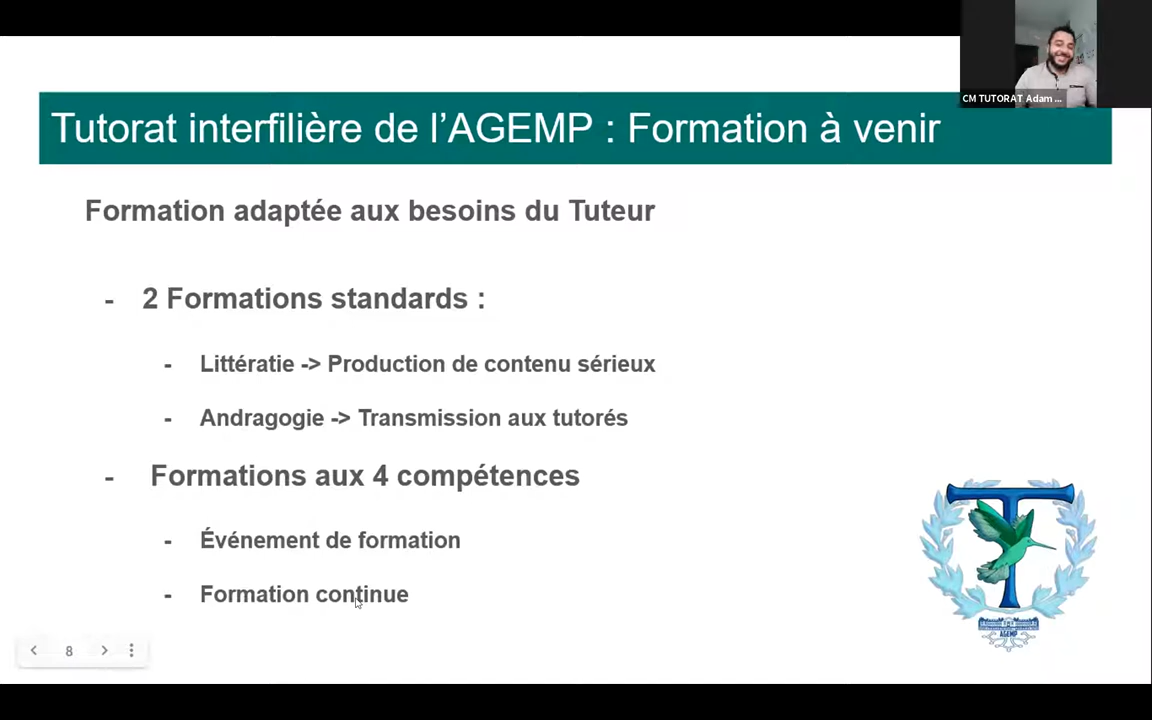 CM TUTORAT Adam ...
Tutorat interfilière de l’AGEMP : Formation à venir
Formation adaptée aux besoins du Tuteur
- 2 Formations standards :
- Littératie -> Production de contenu sérieux
- Andragogie -> Transmission aux tutorés
- Formations aux 4 compétences
- Événement de formation
- Formation continue
T
AGEMP
8